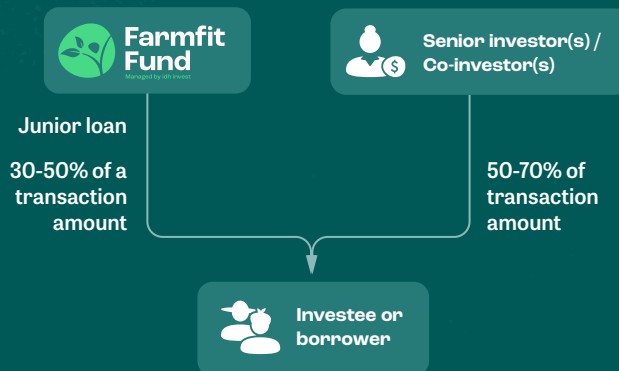 Farmfit
Fund
Managed by Idh Invest
Senior investor(s) /
Co-investor(s)
$
Junior loan
30-50% of a
transaction
amount
50-70% of
transaction
amount
Investee or
borrower